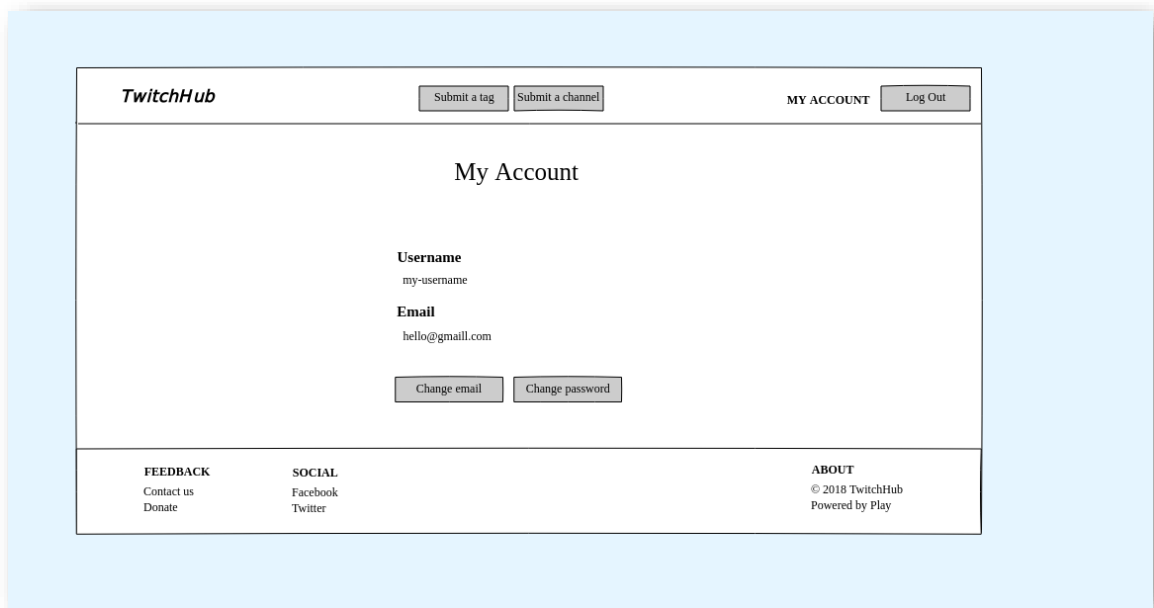 TwitchHub
Submit a tag
Submit a channel
MY ACCOUNT
Log Out
My Account
Username
my-username
Email
hello@gmaill.com
Change email
Change password
FEEDBACK
Contact us
Donate
SOCIAL
Facebook
Twitter
ABOUT
© 2018 TwitchHub
Powered by Play